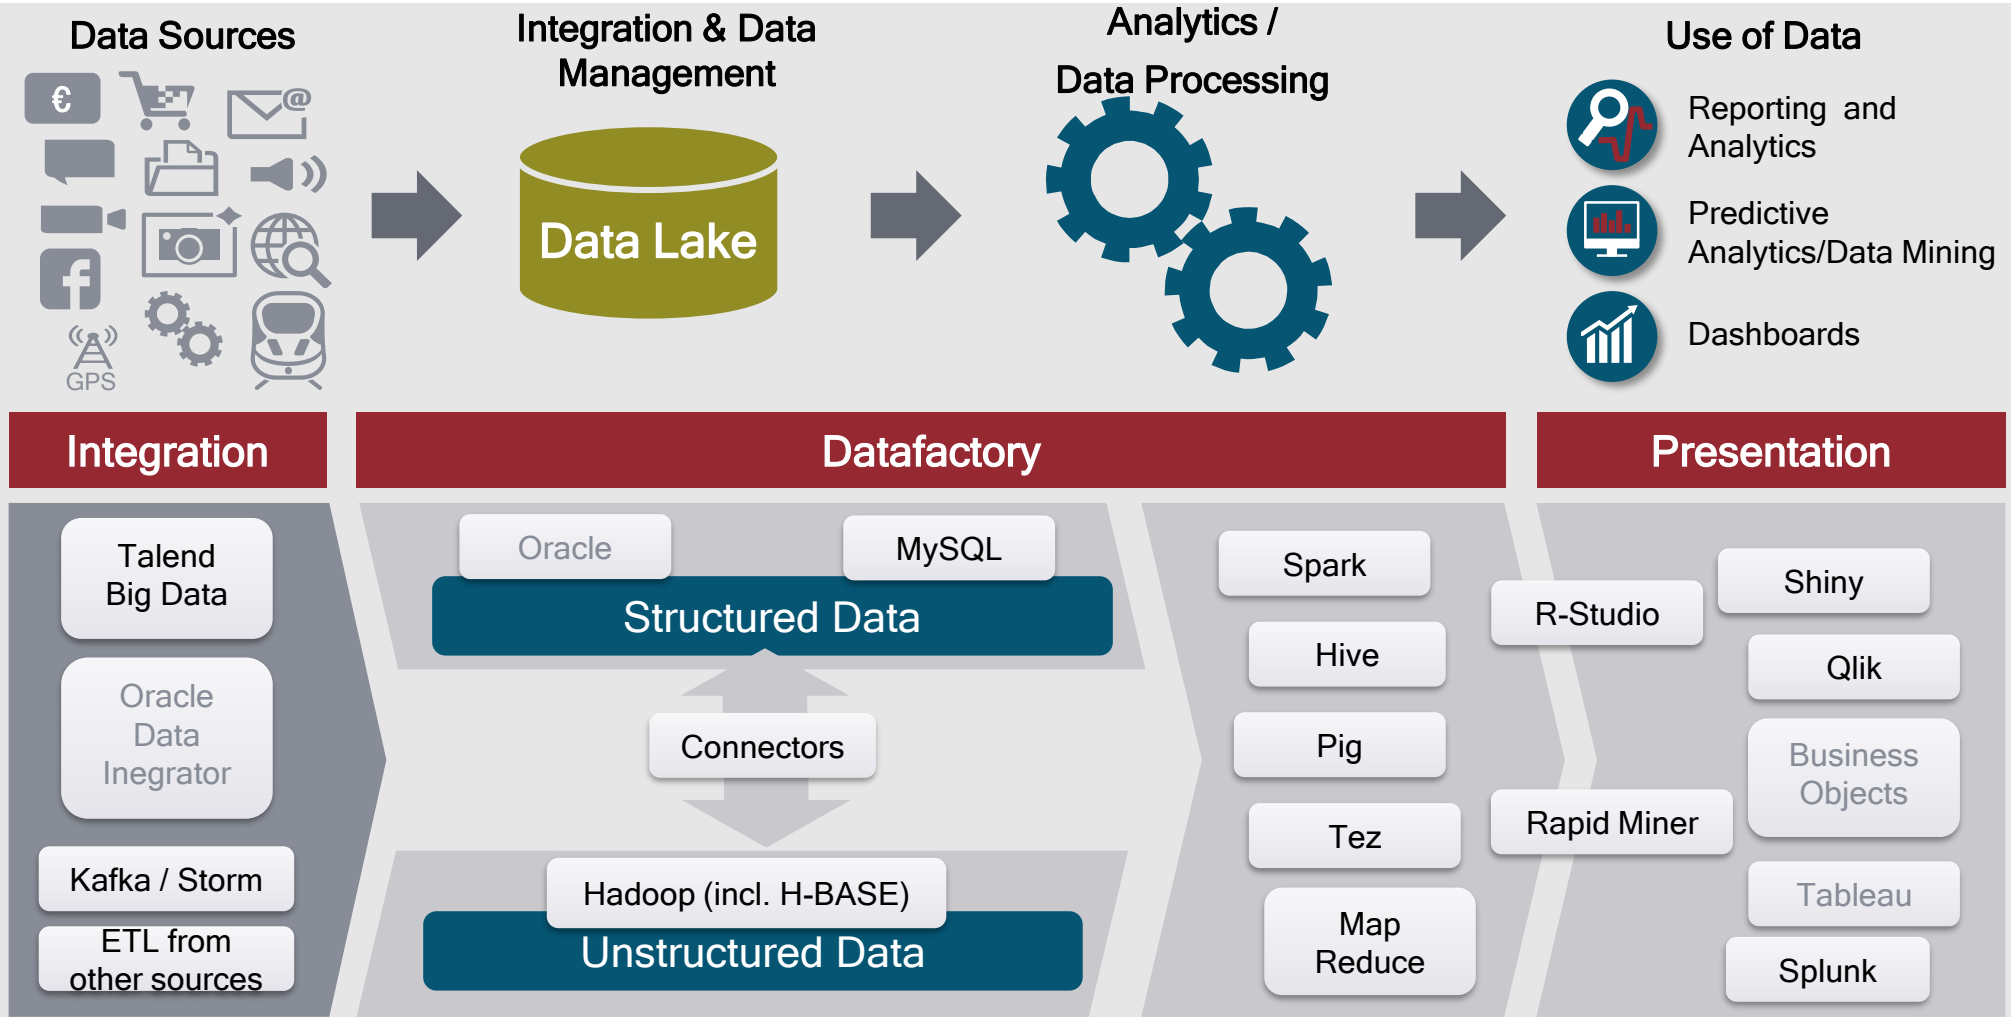 Data Sources
Integration & Data
Management
Analytics /
Data Processing
Use of Data
€
@
GPS
Data Lake
Reporting and
Analytics
Predictive
Analytics/Data Mining
Dashboards
Integration
Datafactory
Presentation
Talend
Big Data
Oracle
Data
Inegrator
Kafka / Storm
ETL from
other sources
Oracle
MySQL
Structured Data
Connectors
Hadoop (incl. H-BASE)
Unstructured Data
Spark
Hive
Pig
Tez
Map
Reduce
R-Studio
Rapid Miner
Shiny
Qlik
Business
Objects
Tableau
Splunk